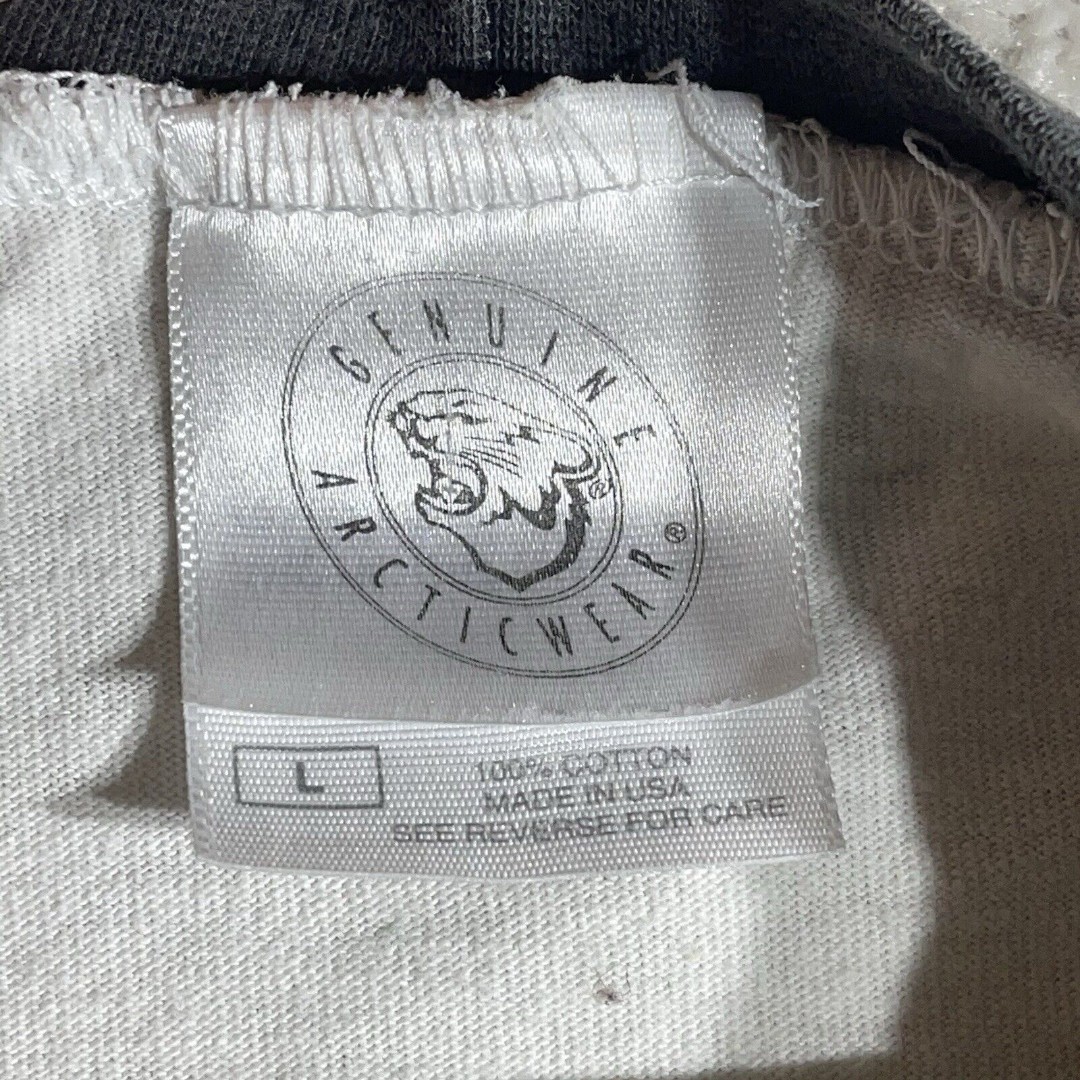 GENUINE
ARCTICWEAR®
®
L
100% COTTON
MADE IN USA
SEE REVERSE FOR CARE